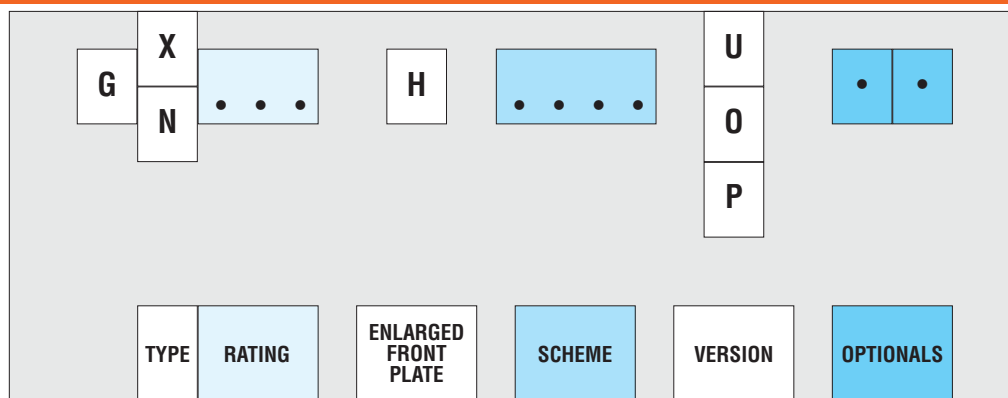 X
G
N
• • •
H
• • • •
U
O
P
• •
TYPE
RATING
ENLARGED
FRONT
PLATE
SCHEME
VERSION
OPTIONALS